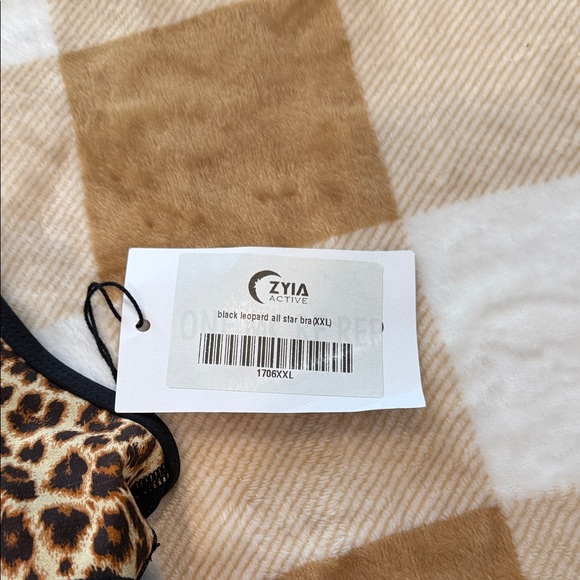 ZYIA
ACTIVE
black leopard all star bra(XXL)
1706XXL